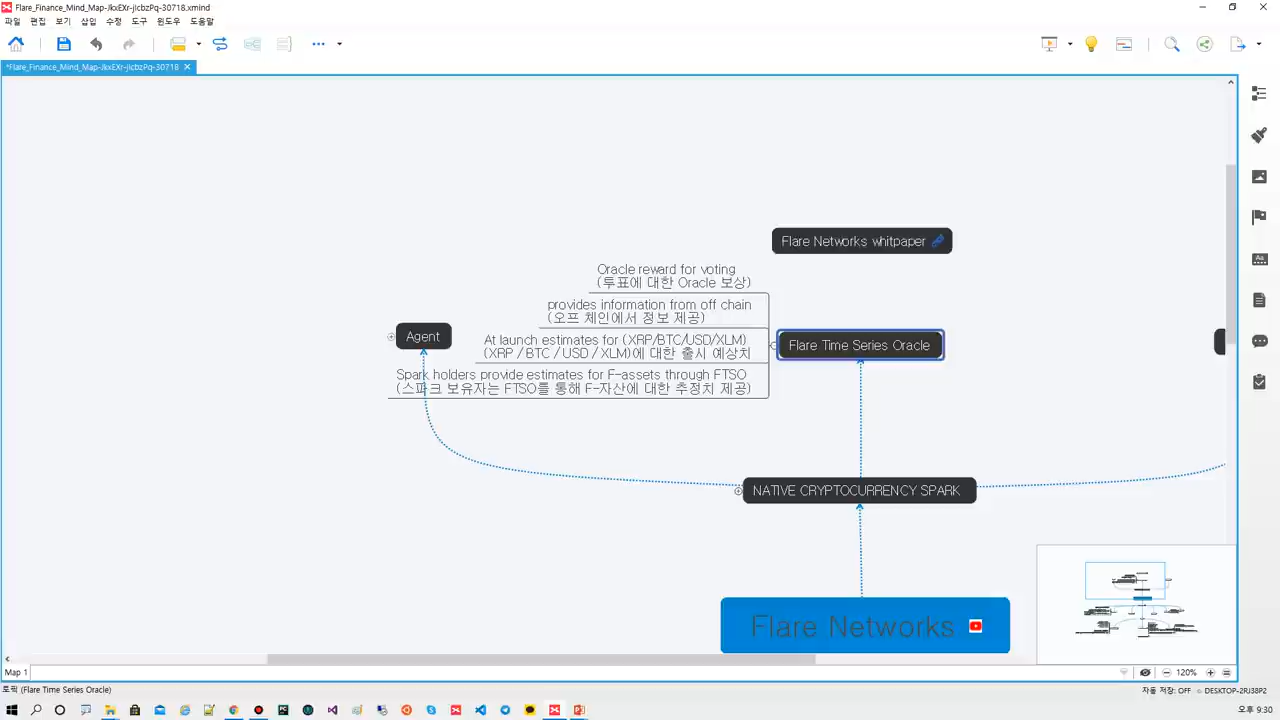 Flare_Finance_Mind_Map-JkxEXr-jIcbzPq-30718.xmind
파일 편집 보기 삽입 수정 도구 윈도우 도움말
*Flare_Finance_Mind_Map-JkxEXr-jIcbzPq-30718
Flare Networks whitpaper
Oracle reward for voting
(투표에 대한 Oracle 보상)
provides information from off chain
(오프 체인에서 정보 제공)
Agent
At launch estimates for (XRP/BTC/USD/XLM)
(XRP / BTC / USD / XLM)에 대한 출시 예상치
Flare Time Series Oracle
Spark holders provide estimates for F-assets through FTSO
(스파크 보유자는 FTSO를 통해 F-자산에 대한 추정치 제공)
NATIVE CRYPTOCURRENCY SPARK
Flare Networks
Map 1
120%
토픽 (Flare Time Series Oracle)
자동 저장: OFF
DESKTOP-2RJ38P2
오후 9:30